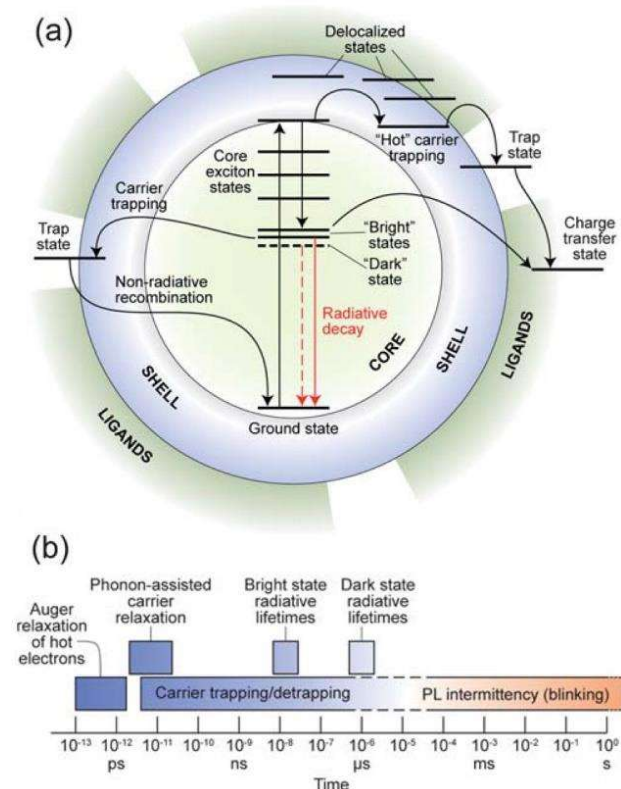 (a)
Delocalized
states
"Hot" carrier
trapping
Trap
state
Core
exciton
states
Carrier
trapping
Trap
state
"Bright"
states
Charge
transfer
state
"Dark"
state
Non-radiative
recombination
Radiative
decay
CORE
SHELL
LIGANDS
SHELL
LIGANDS
Ground state
(b)
Phonon-assisted
carrier
relaxation
Bright state
radiative
lifetimes
Dark state
radiative
lifetimes
Auger
relaxation
of hot
electrons
Carrier trapping/detrapping
PL intermittency (blinking)
10⁻¹³ 10⁻¹² 10⁻¹¹ 10⁻¹⁰ 10⁻⁹ 10⁻⁸ 10⁻⁷ 10⁻⁶ 10⁻⁵ 10⁻⁴ 10⁻³ 10⁻² 10⁻¹ 10⁰
ps ns µs ms s
Time